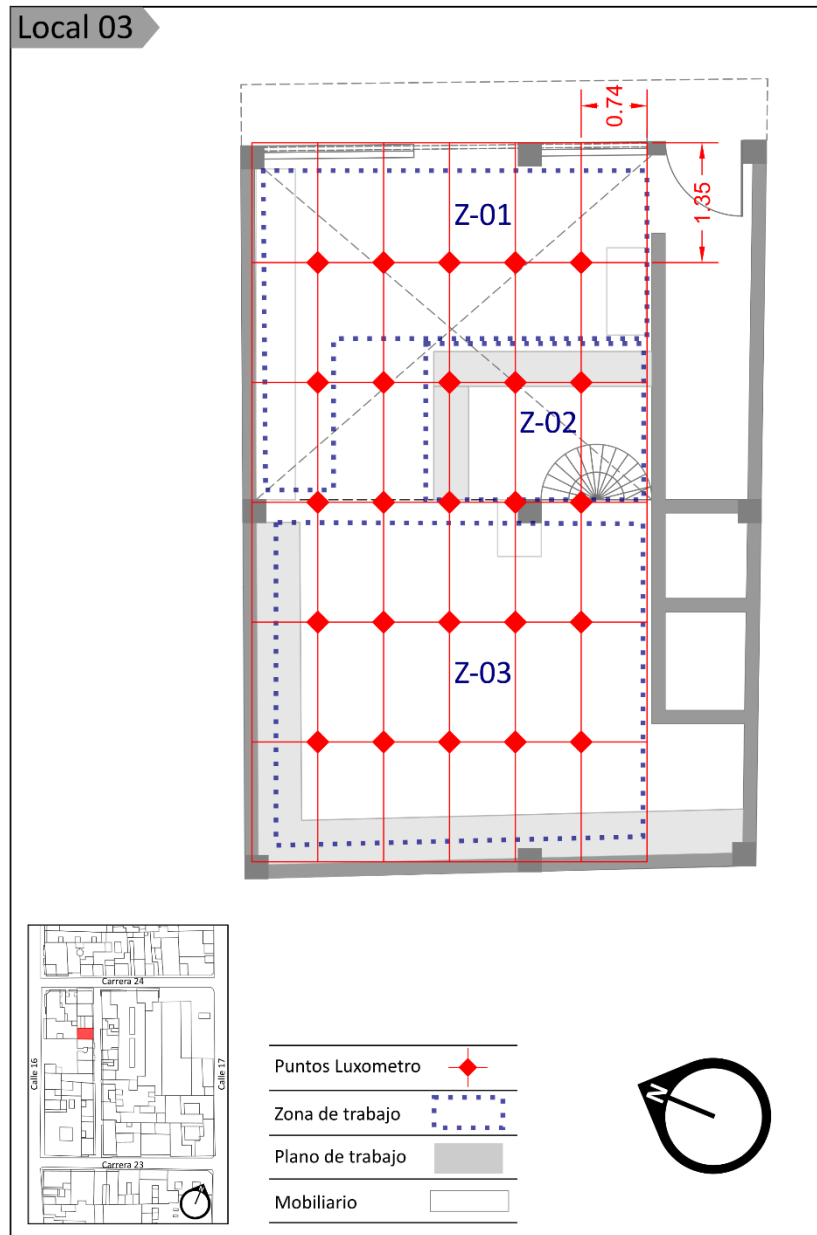 Local 03
0.74
1.35
Z-01
Z-02
Z-03
Carrera 24
Calle 16
Calle 17
Carrera 23
Puntos Luxometro
Zona de trabajo
Plano de trabajo
Mobiliario
N